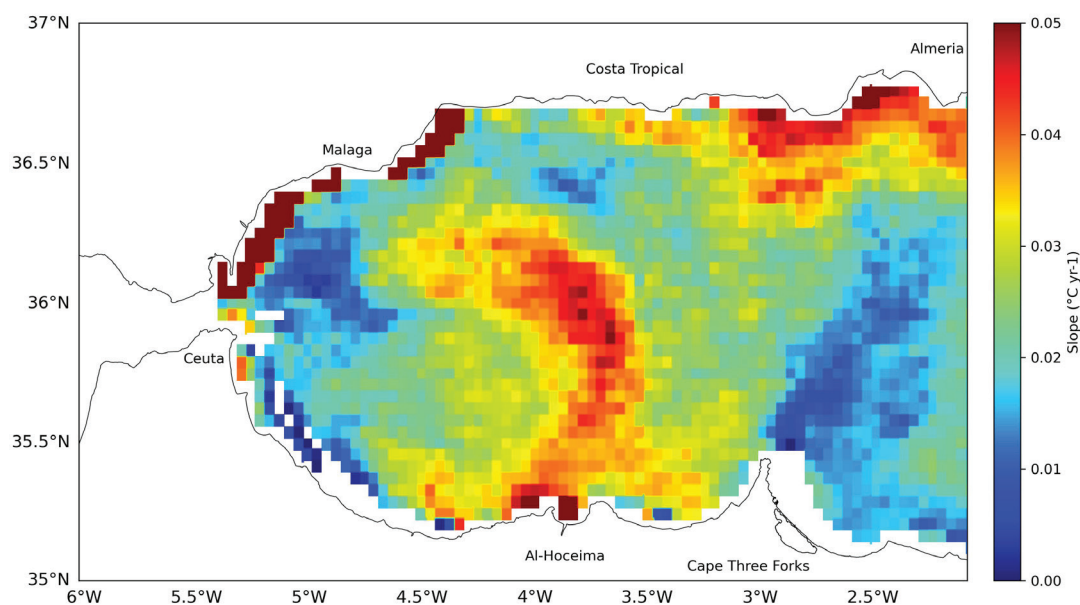 37°N
36.5°N
36°N
35.5°N
35°N
6°W
5.5°W
5°W
4.5°W
4°W
3.5°W
3°W
2.5°W
Almeria
Costa Tropical
Malaga
Ceuta
Al-Hoceima
Cape Three Forks
0.05
0.04
0.03
0.02
0.01
0.00
Slope (°C yr-1)